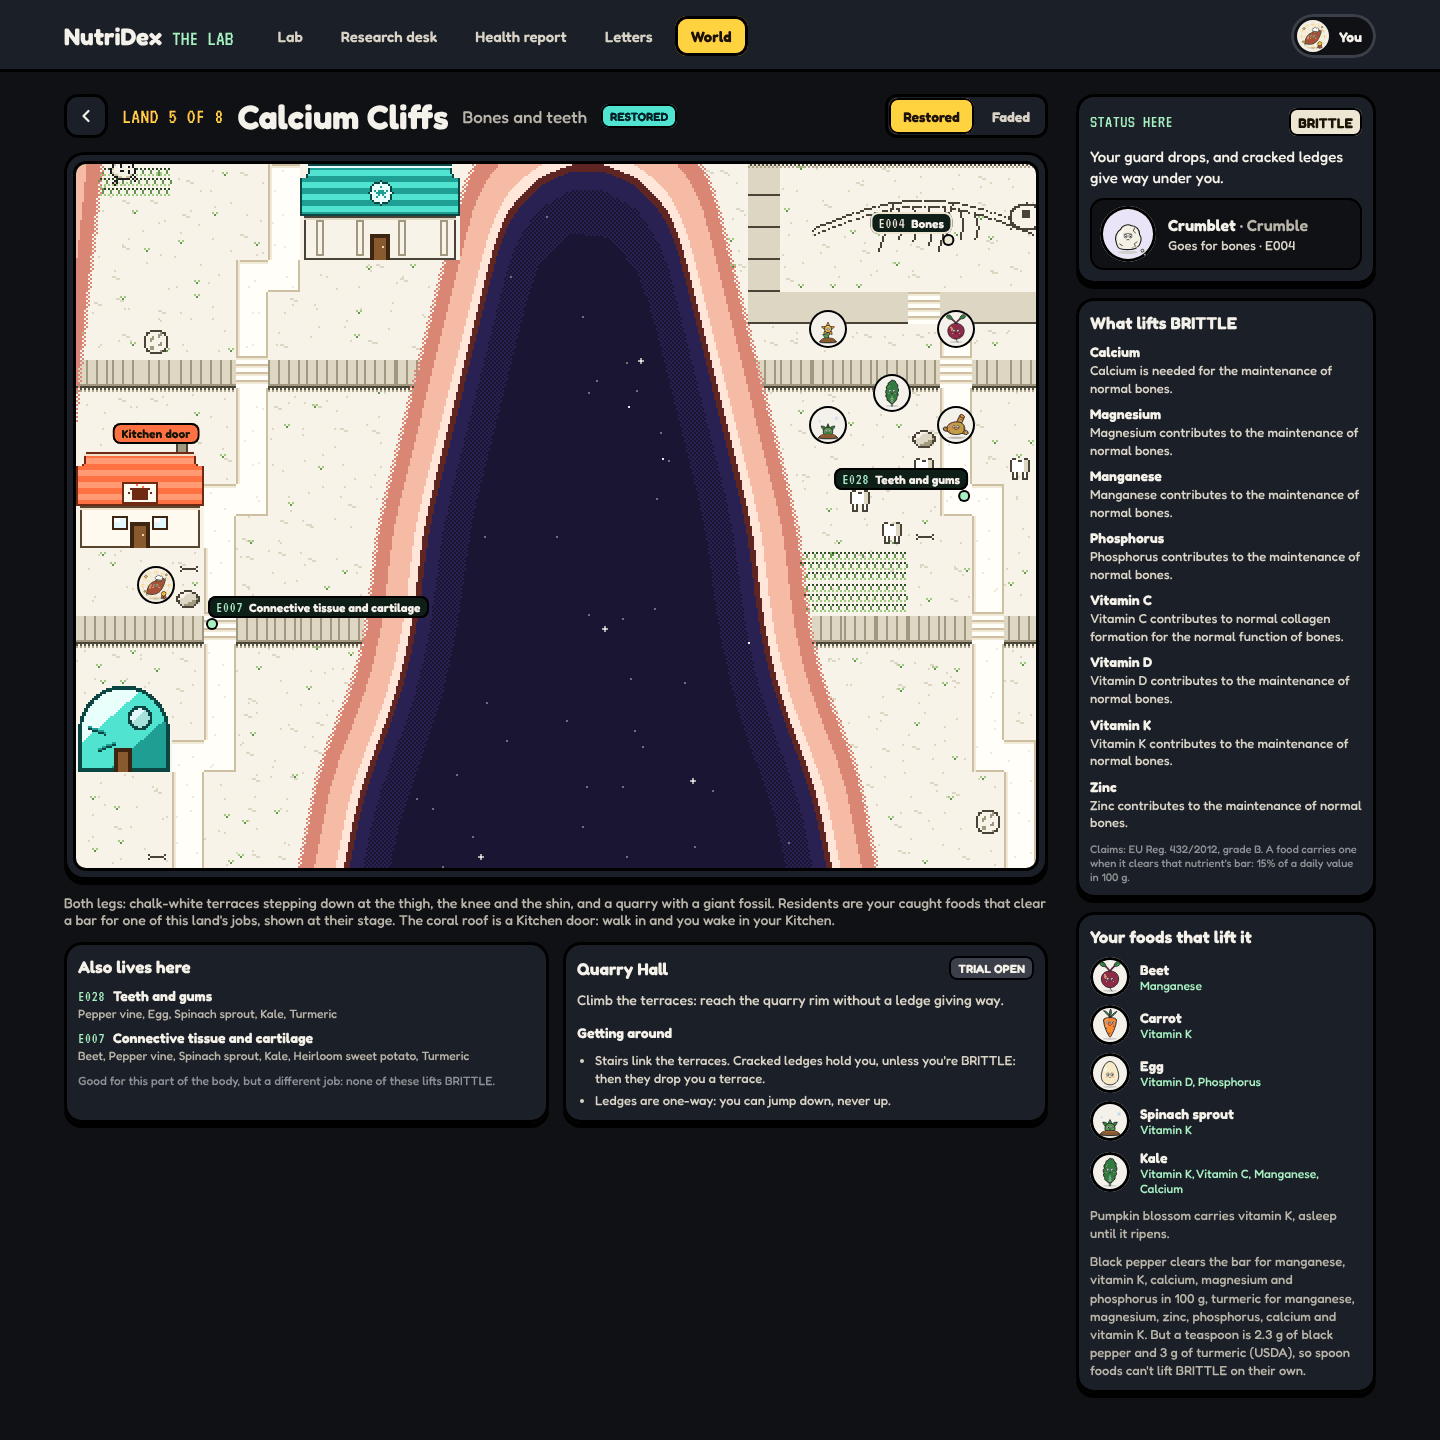 NutriDex THE LAB
Lab
Research desk
Health report
Letters
World
You
LAND 5 OF 8
Calcium Cliffs
Bones and teeth
RESTORED
Restored
Faded
E004 Bones
Kitchen door
E028 Teeth and gums
E007 Connective tissue and cartilage
Both legs: chalk-white terraces stepping down at the thigh, the knee and the shin, and a quarry with a giant fossil. Residents are your caught foods that clear
a bar for one of this land's jobs, shown at their stage. The coral roof is a Kitchen door: walk in and you wake in your Kitchen.
Also lives here
E028 Teeth and gums
Pepper vine, Egg, Spinach sprout, Kale, Turmeric
E007 Connective tissue and cartilage
Beet, Pepper vine, Spinach sprout, Kale, Heirloom sweet potato, Turmeric
Good for this part of the body, but a different job: none of these lifts BRITTLE.
Quarry Hall
TRIAL OPEN
Climb the terraces: reach the quarry rim without a ledge giving way.
Getting around
• Stairs link the terraces. Cracked ledges hold you, unless you're BRITTLE:
then they drop you a terrace.
• Ledges are one-way: you can jump down, never up.
STATUS HERE
BRITTLE
Your guard drops, and cracked ledges
give way under you.
Crumblet · Crumble
Goes for bones · E004
What lifts BRITTLE
Calcium
Calcium is needed for the maintenance of
normal bones.
Magnesium
Magnesium contributes to the maintenance of
normal bones.
Manganese
Manganese contributes to the maintenance of
normal bones.
Phosphorus
Phosphorus contributes to the maintenance of
normal bones.
Vitamin C
Vitamin C contributes to normal collagen
formation for the normal function of bones.
Vitamin D
Vitamin D contributes to the maintenance of
normal bones.
Vitamin K
Vitamin K contributes to the maintenance of
normal bones.
Zinc
Zinc contributes to the maintenance of normal
bones.
Claims: EU Reg. 432/2012, grade B. A food carries one
when it clears that nutrient's bar: 15% of a daily value
in 100 g.
Your foods that lift it
Beet
Manganese
Carrot
Vitamin K
Egg
Vitamin D, Phosphorus
Spinach sprout
Vitamin K
Kale
Vitamin K, Vitamin C, Manganese,
Calcium
Pumpkin blossom carries vitamin K, asleep
until it ripens.
Black pepper clears the bar for manganese,
vitamin K, calcium, magnesium and
phosphorus in 100 g, turmeric for manganese,
magnesium, zinc, phosphorus, calcium and
vitamin K. But a teaspoon is 2.3 g of black
pepper and 3 g of turmeric (USDA), so spoon
foods can't lift BRITTLE on their own.